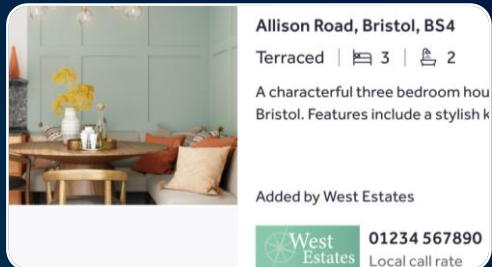 Allison Road, Bristol, BS4
Terraced | 3 | 2
A characterful three bedroom hou
Bristol. Features include a stylish k
Added by West Estates
West
Estates
01234 567890
Local call rate